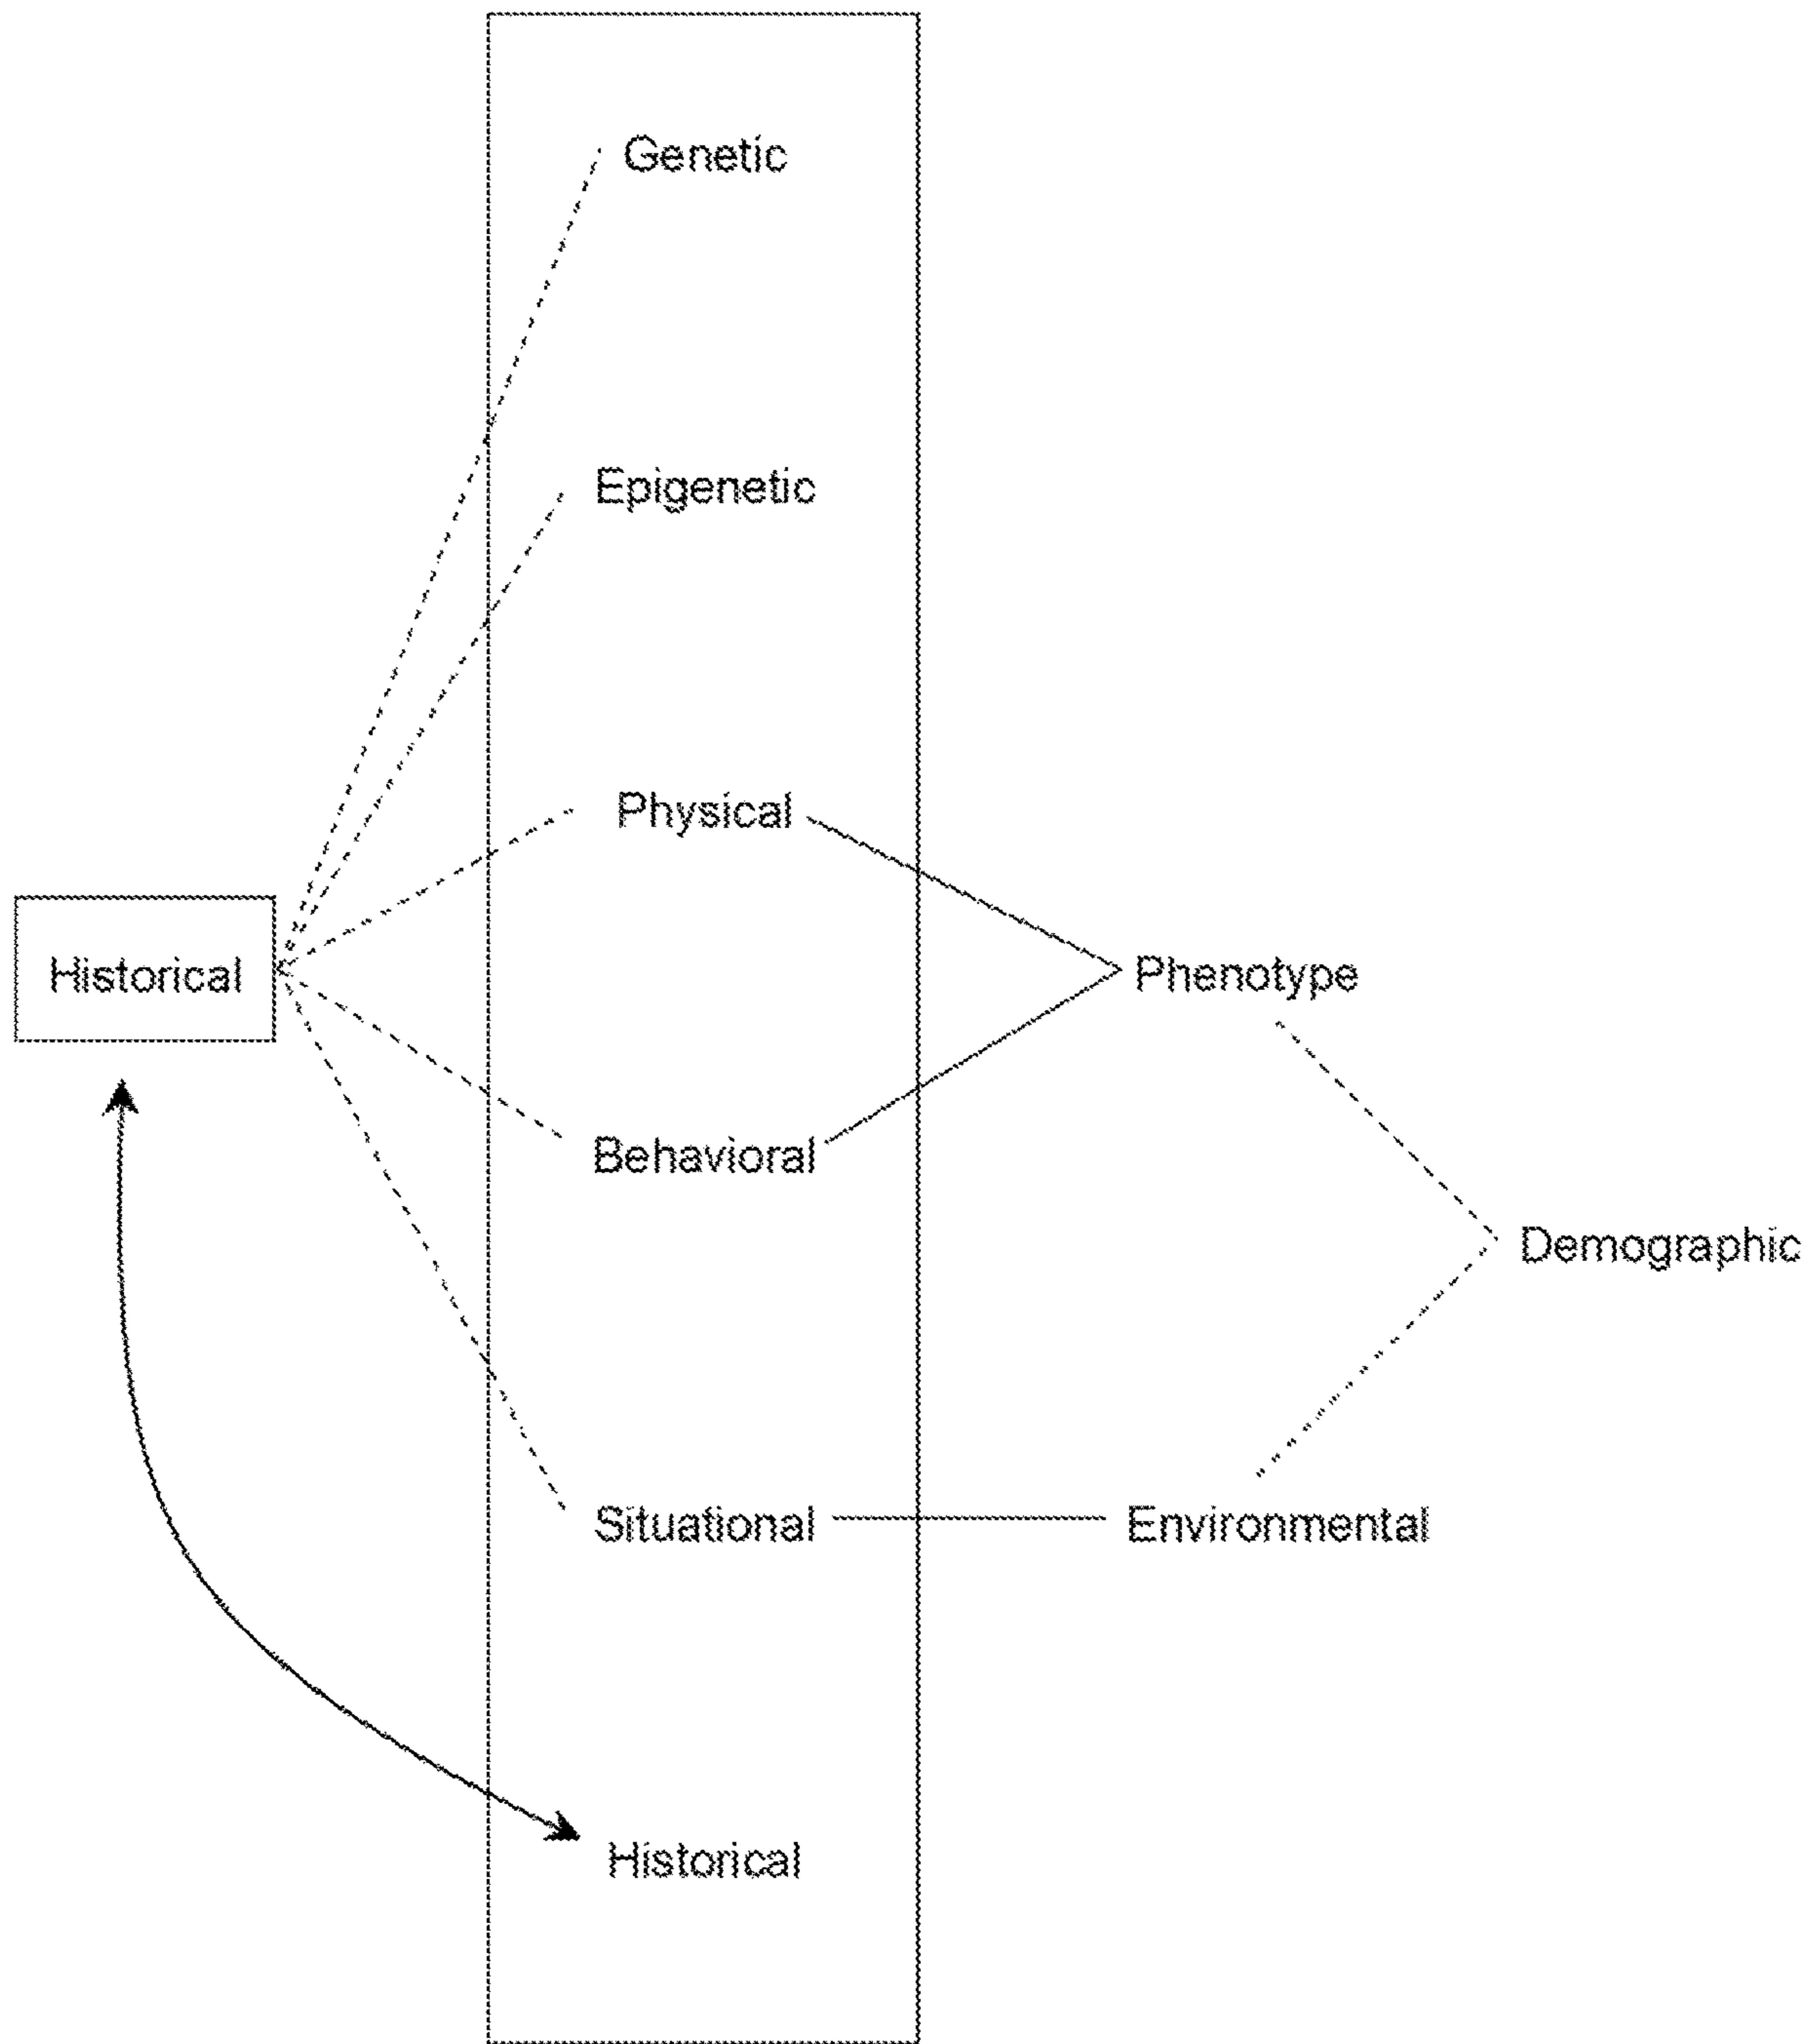 Genetic
Epigenetic
Physical
Historical
Phenotype
Behavioral
Demographic
Situational
Environmental
Historical